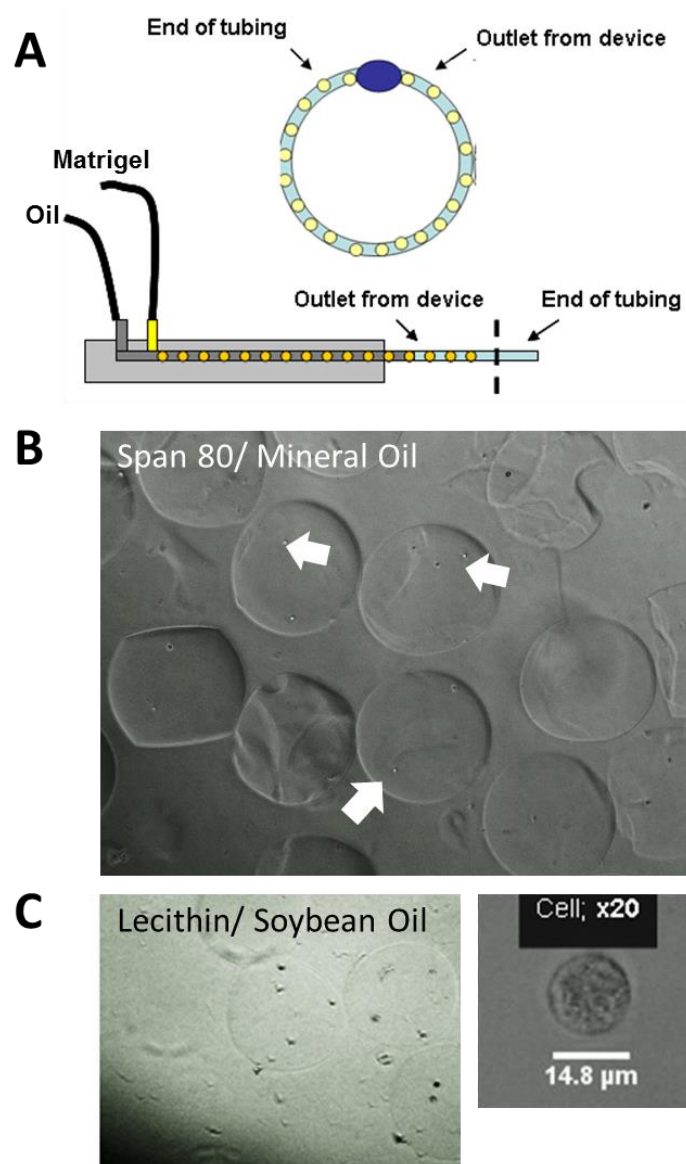 A
End of tubing
Outlet from device
Matrigel
Oil
Outlet from device
End of tubing
B
Span 80/ Mineral Oil
C
Lecithin/ Soybean Oil
Cell; x20
14.8 µm